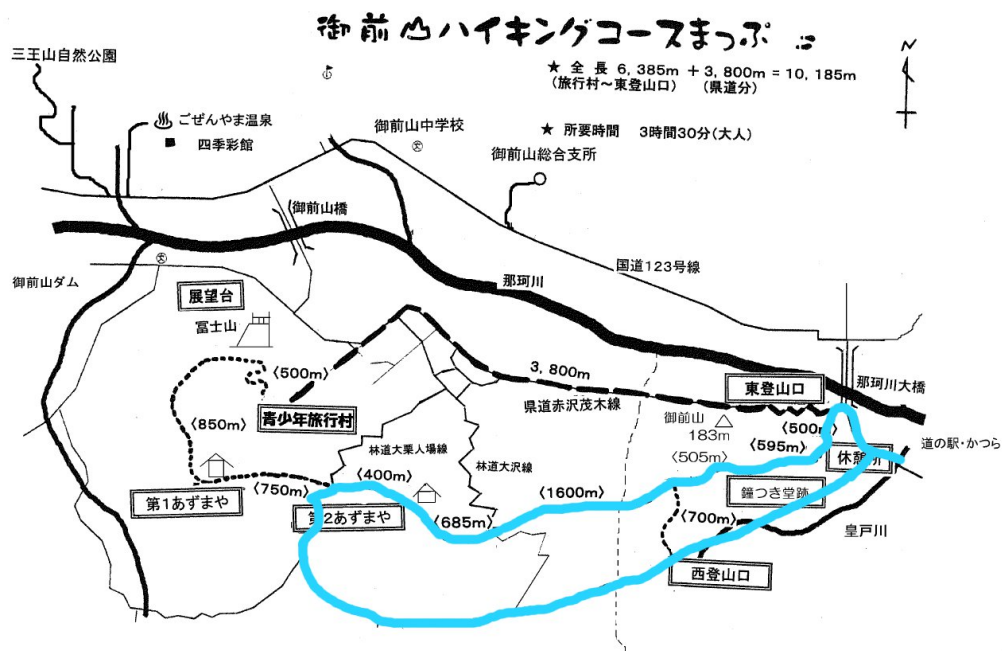 御前山ハイキングコースまっぷ
★ 全 長 6,385m + 3,800m = 10,185m
(旅行村~東登山口) (県道分)
★ 所要時間 3時間30分(大人)
N
三王山自然公園
ごぜんやま温泉
四季彩館
御前山中学校
御前山総合支所
御前山橋
国道123号線
那珂川
御前山ダム
展望台
冨士山
〈500m〉
3,800m
県道赤沢茂木線
東登山口
那珂川大橋
青少年旅行村
〈850m〉
御前山
183m
〈500m〉
〈595m〉
〈505m〉
道の駅・かつら
林道大栗人場線
林道大沢線
〈400m〉
〈750m〉
第1あずまや
第2あずまや
〈685m〉
〈1600m〉
鐘つき堂跡
〈700m〉
皇戸川
西登山口